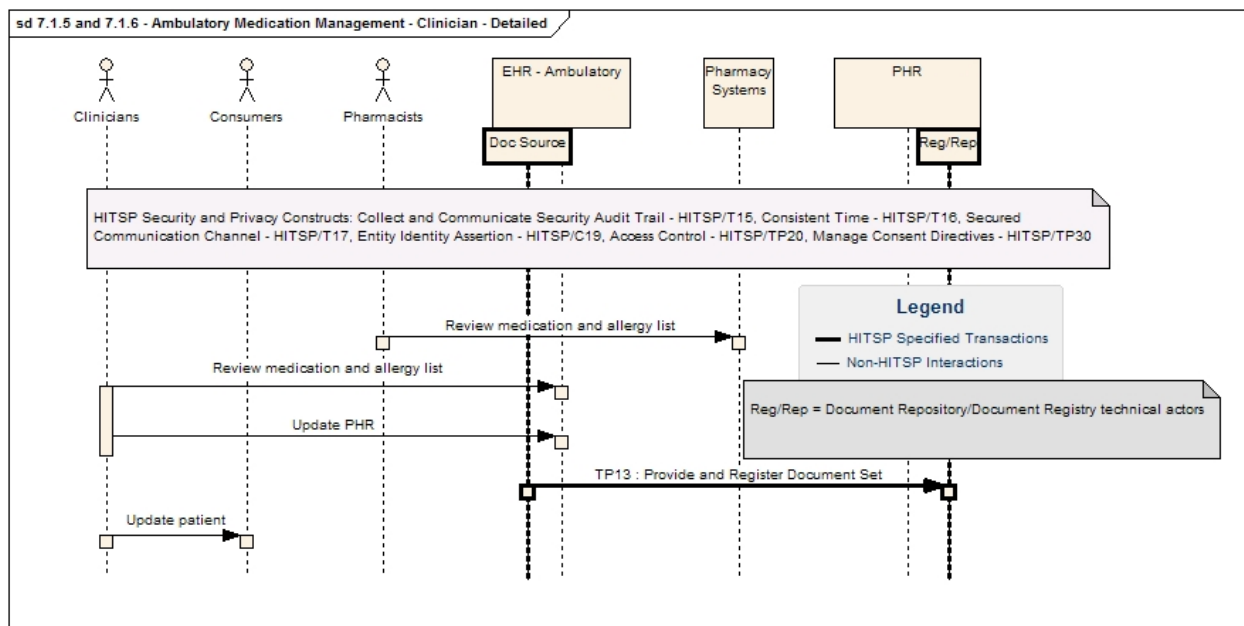 sd 7.1.5 and 7.1.6 - Ambulatory Medication Management - Clinician - Detailed
Clinicians
Consumers
Pharmacists
EHR - Ambulatory
Doc Source
Pharmacy
Systems
PHR
Reg/Rep
HITSP Security and Privacy Constructs: Collect and Communicate Security Audit Trail - HITSP/T15, Consistent Time - HITSP/T16, Secured
Communication Channel - HITSP/T17, Entity Identity Assertion - HITSP/C19, Access Control - HITSP/TP20, Manage Consent Directives - HITSP/TP30
Legend
HITSP Specified Transactions
Non-HITSP Interactions
Review medication and allergy list
Review medication and allergy list
Reg/Rep = Document Repository/Document Registry technical actors
Update PHR
TP13 : Provide and Register Document Set
Update patient